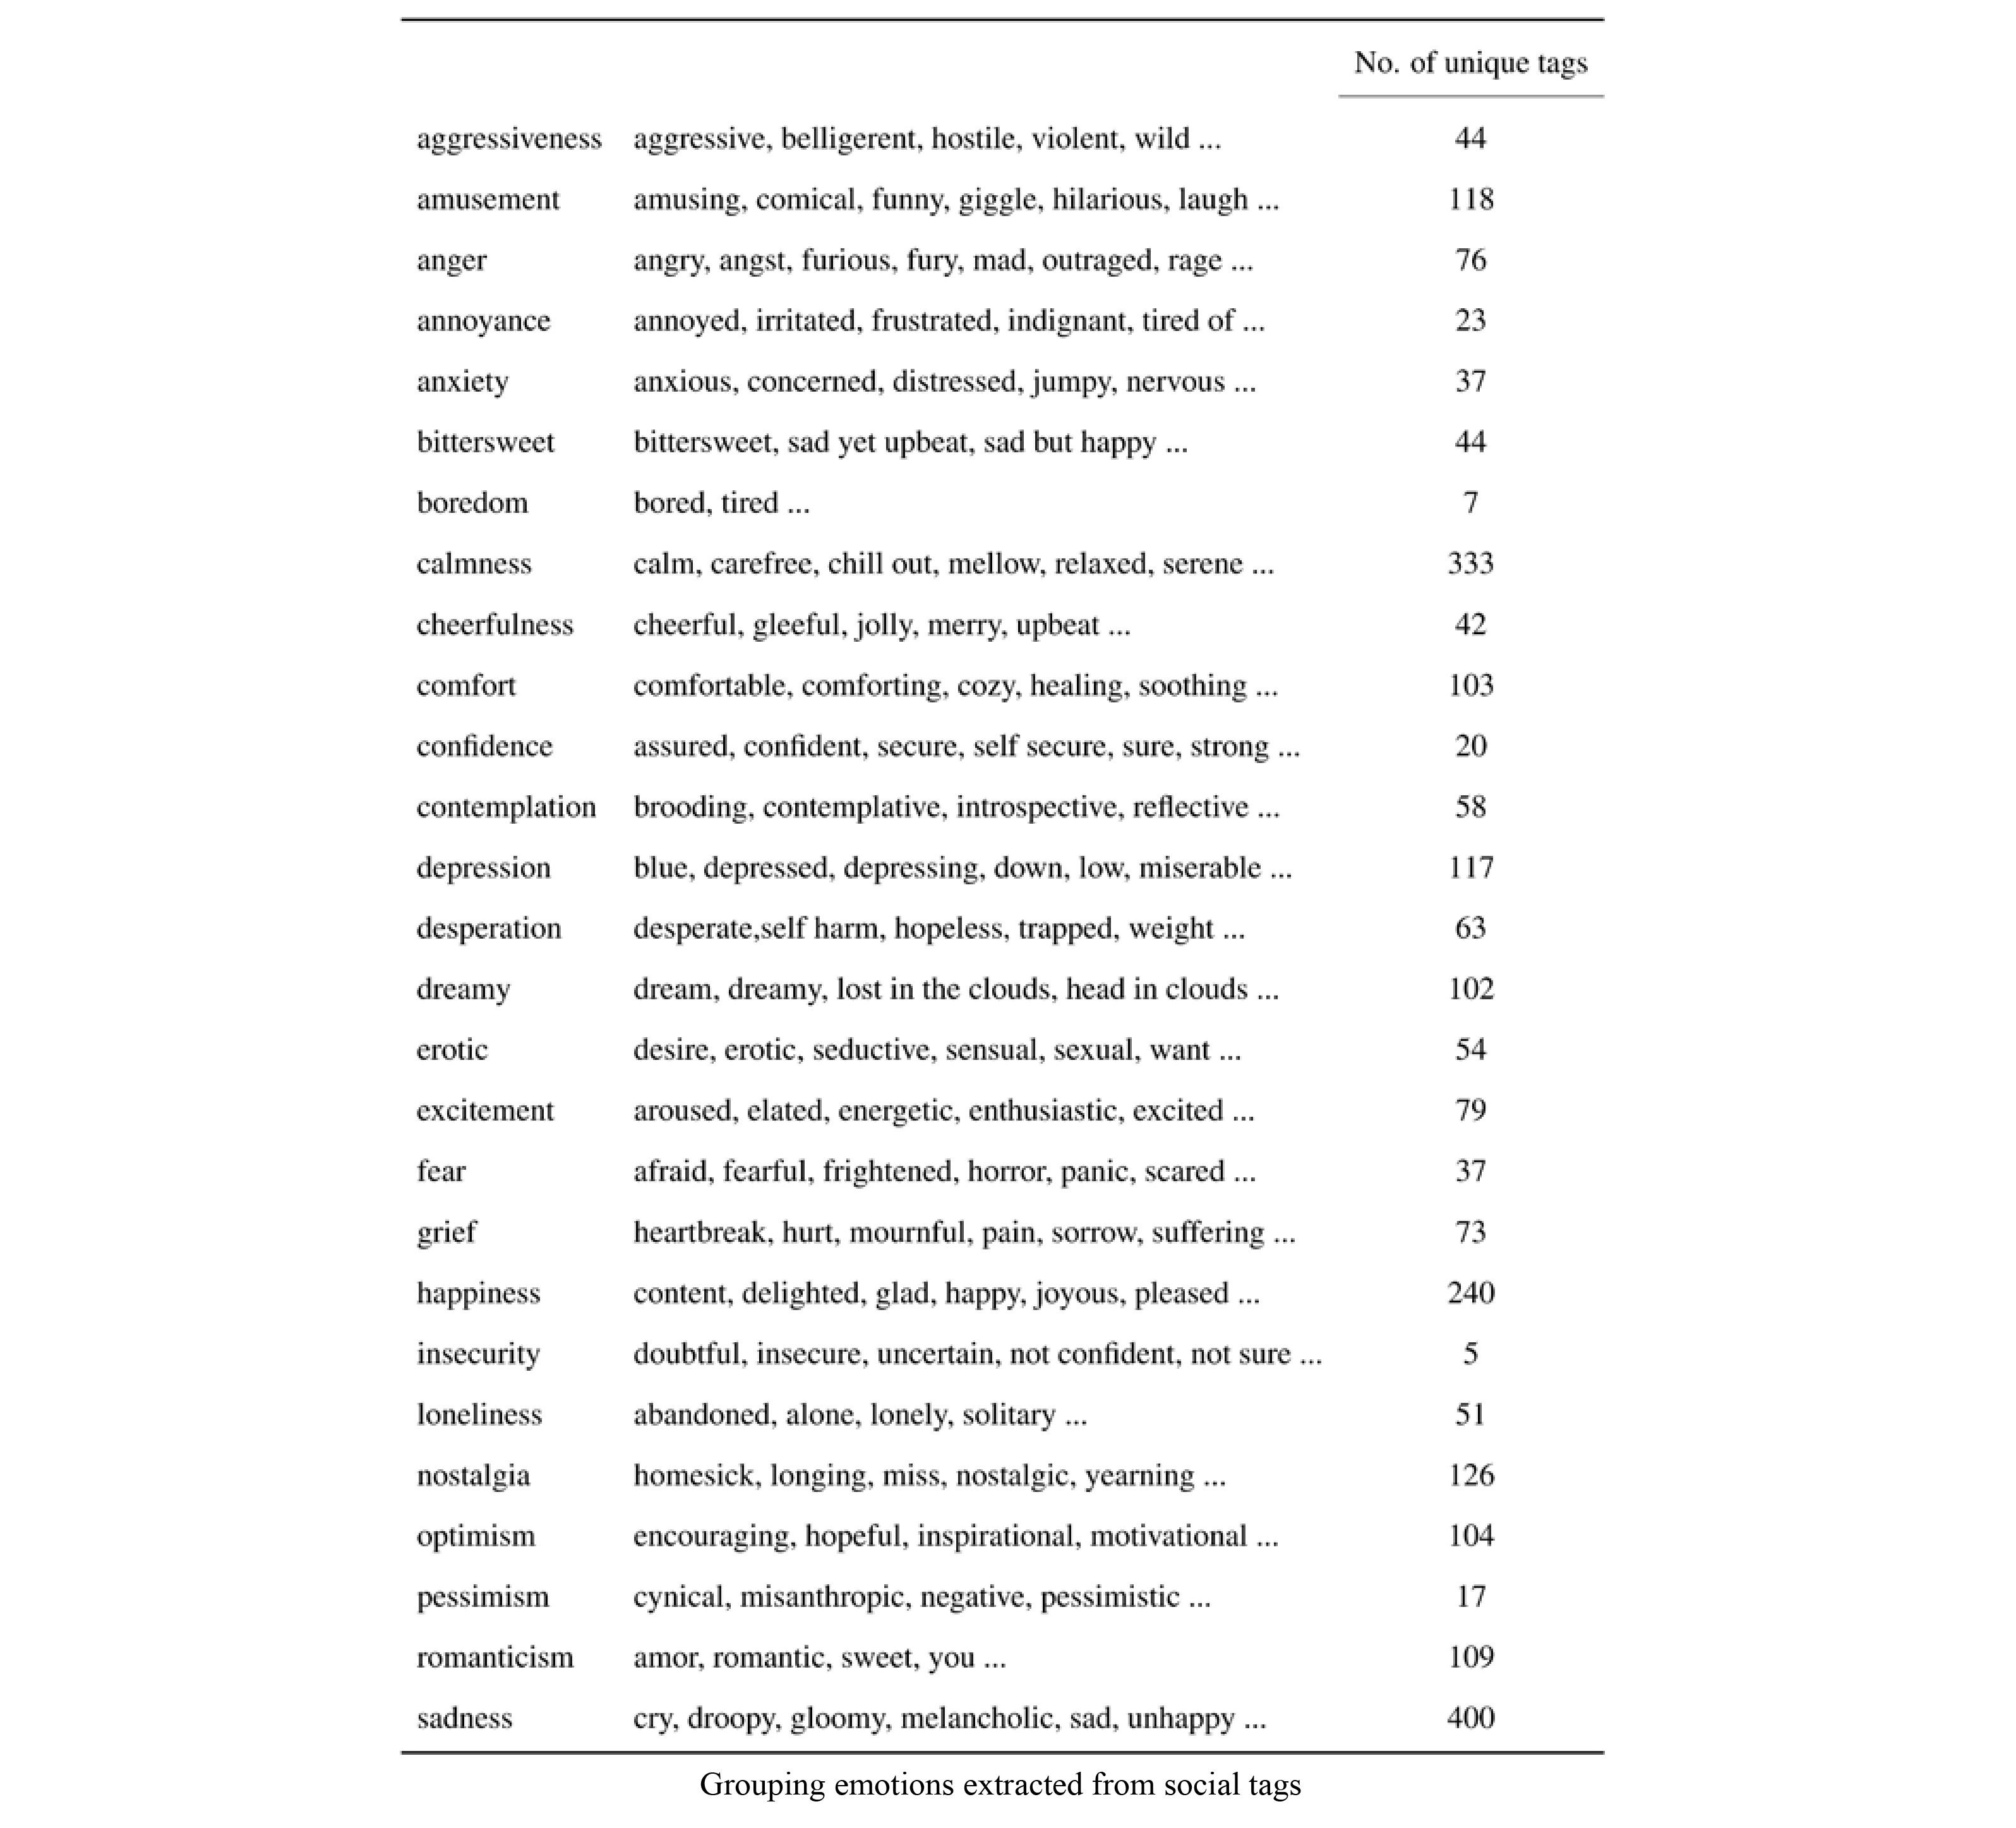 No. of unique tags
aggressiveness aggressive, belligerent, hostile, violent, wild ... 44
amusement amusing, comical, funny, giggle, hilarious, laugh ... 118
anger angry, angst, furious, fury, mad, outraged, rage ... 76
annoyance annoyed, irritated, frustrated, indignant, tired of ... 23
anxiety anxious, concerned, distressed, jumpy, nervous ... 37
bittersweet bittersweet, sad yet upbeat, sad but happy ... 44
boredom bored, tired ... 7
calmness calm, carefree, chill out, mellow, relaxed, serene ... 333
cheerfulness cheerful, gleeful, jolly, merry, upbeat ... 42
comfort comfortable, comforting, cozy, healing, soothing ... 103
confidence assured, confident, secure, self secure, sure, strong ... 20
contemplation brooding, contemplative, introspective, reflective ... 58
depression blue, depressed, depressing, down, low, miserable ... 117
desperation desperate,self harm, hopeless, trapped, weight ... 63
dreamy dream, dreamy, lost in the clouds, head in clouds ... 102
erotic desire, erotic, seductive, sensual, sexual, want ... 54
excitement aroused, elated, energetic, enthusiastic, excited ... 79
fear afraid, fearful, frightened, horror, panic, scared ... 37
grief heartbreak, hurt, mournful, pain, sorrow, suffering ... 73
happiness content, delighted, glad, happy, joyous, pleased ... 240
insecurity doubtful, insecure, uncertain, not confident, not sure ... 5
loneliness abandoned, alone, lonely, solitary ... 51
nostalgia homesick, longing, miss, nostalgic, yearning ... 126
optimism encouraging, hopeful, inspirational, motivational ... 104
pessimism cynical, misanthropic, negative, pessimistic ... 17
romanticism amor, romantic, sweet, you ... 109
sadness cry, droopy, gloomy, melancholic, sad, unhappy ... 400
Grouping emotions extracted from social tags